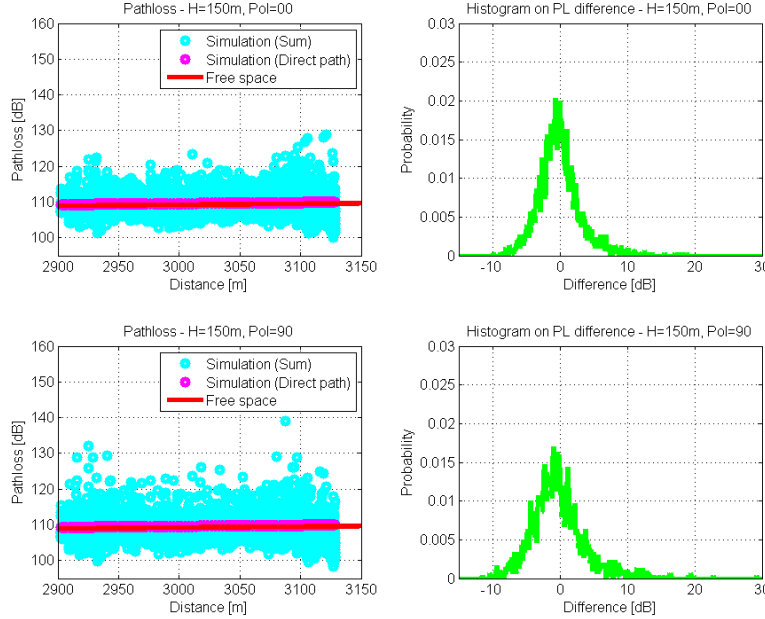 Pathloss - H=150m, Pol=00
160
150
140
130
120
110
100
Pathloss [dB]
Simulation (Sum)
Simulation (Direct path)
Free space
2900 2950 3000 3050 3100 3150
Distance [m]
Histogram on PL difference - H=150m, Pol=00
0.03
0.025
0.02
0.015
0.01
0.005
0
Probability
-10 0 10 20 30
Difference [dB]
Pathloss - H=150m, Pol=90
160
150
140
130
120
110
100
Pathloss [dB]
Simulation (Sum)
Simulation (Direct path)
Free space
2900 2950 3000 3050 3100 3150
Distance [m]
Histogram on PL difference - H=150m, Pol=90
0.03
0.025
0.02
0.015
0.01
0.005
0
Probability
-10 0 10 20 30
Difference [dB]